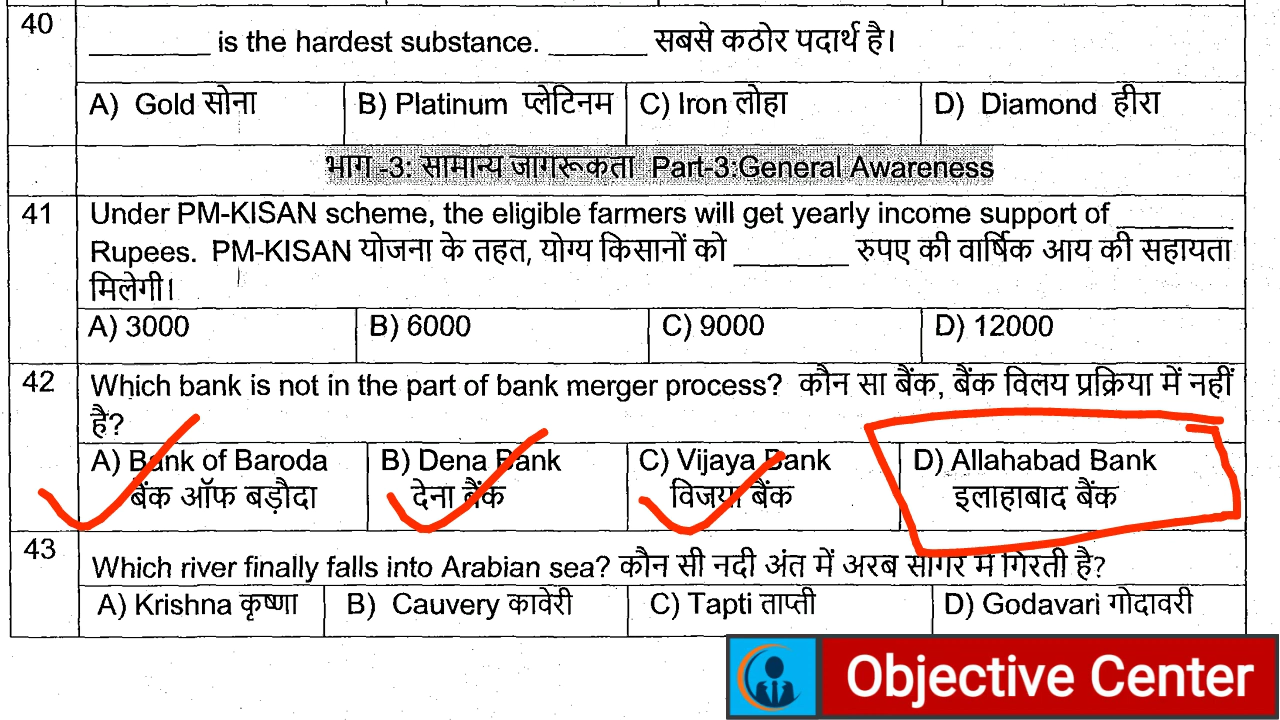 40
________ is the hardest substance. ________ सबसे कठोर पदार्थ है।
A) Gold सोना B) Platinum प्लेटिनम C) Iron लोहा D) Diamond हीरा
भाग -3: सामान्य जागरूकता Part-3:General Awareness
41 Under PM-KISAN scheme, the eligible farmers will get yearly income support of ________
Rupees. PM-KISAN योजना के तहत, योग्य किसानों को ________ रुपए की वार्षिक आय की सहायता
मिलेगी।
A) 3000 B) 6000 C) 9000 D) 12000
42 Which bank is not in the part of bank merger process? कौन सा बैंक, बैंक विलय प्रक्रिया में नहीं
है?
A) Bank of Baroda B) Dena Bank C) Vijaya Bank D) Allahabad Bank
बैंक ऑफ बड़ौदा देना बैंक विजया बैंक इलाहाबाद बैंक
43
Which river finally falls into Arabian sea? कौन सी नदी अंत में अरब सागर में गिरती है?
A) Krishna कृष्णा B) Cauvery कावेरी C) Tapti ताप्ती D) Godavari गोदावरी
Objective Center